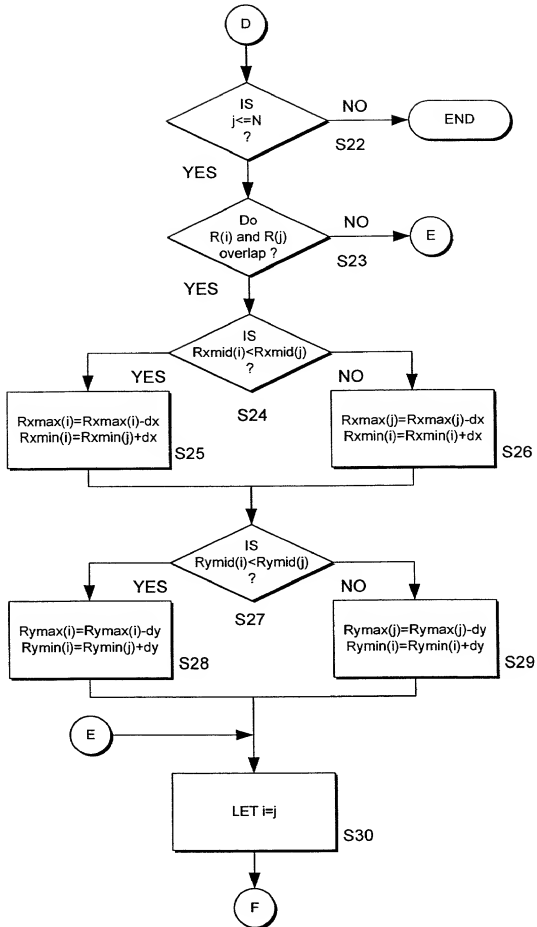 D
IS
j<=N
?
NO
END
S22
YES
Do
R(i) and R(j)
overlap ?
NO
E
S23
YES
IS
Rxmid(i)<Rxmid(j)
?
YES
NO
S24
Rxmax(i)=Rxmax(i)-dx
Rxmin(i)=Rxmin(j)+dx
S25
Rxmax(j)=Rxmax(j)-dx
Rxmin(i)=Rxmin(i)+dx
S26
IS
Rymid(i)<Rymid(j)
?
YES
NO
S27
Rymax(i)=Rymax(i)-dy
Rymin(i)=Rymin(j)+dy
S28
Rymax(j)=Rymax(j)-dy
Rymin(i)=Rymin(i)+dy
S29
E
LET i=j
S30
F